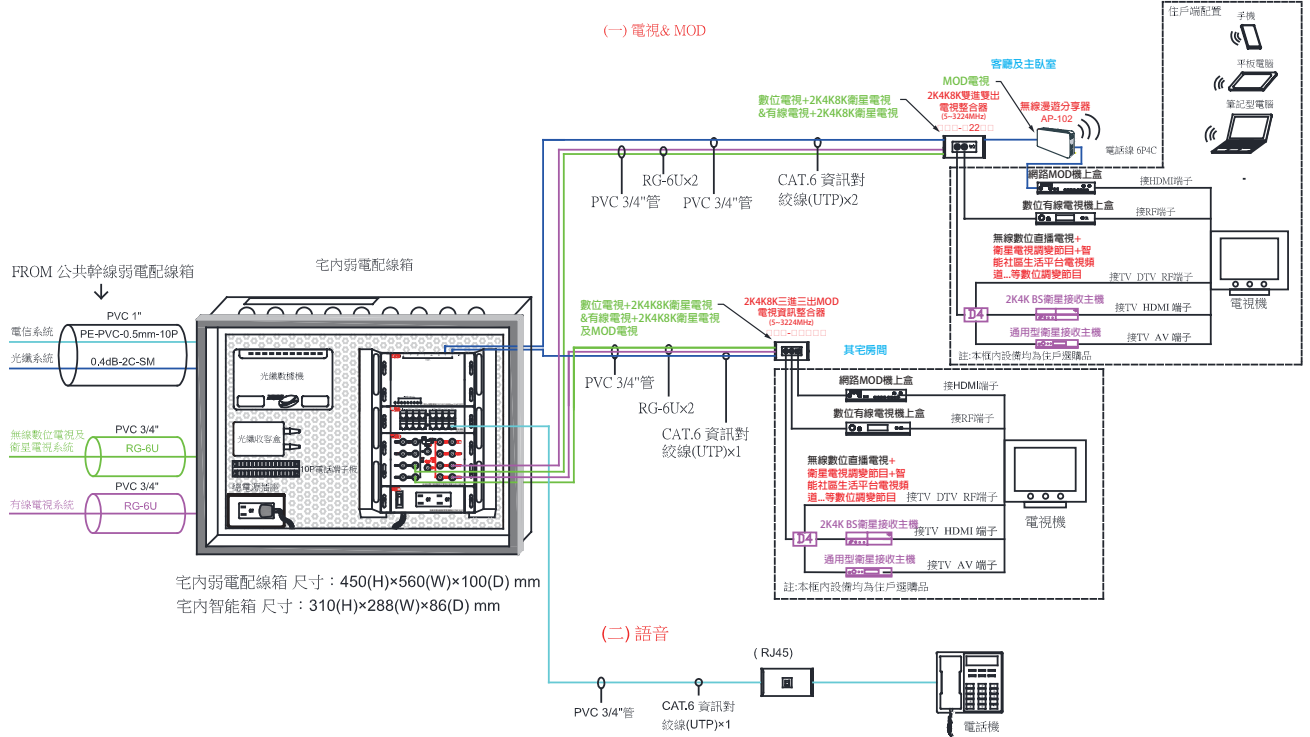 (一) 電視& MOD
住戶端配置
手機
平板電腦
筆記型電腦
客廳及主臥室
MOD電視
數位電視+2K4K8K衛星電視
&有線電視+2K4K8K衛星電視
2K4K8K雙進雙出
電視整合器
(5~3224MHz)
□□□-□22□□
無線漫遊分享器
AP-102
電話線 6P4C
RG-6U×2
PVC 3/4"管
PVC 3/4"管
CAT.6 資訊對
絞線(UTP)×2
網路MOD機上盒
接HDMI端子
數位有線電視機上盒
接RF端子
無線數位直播電視+
衛星電視調變節目+智
能社區生活平台電視頻
道...等數位調變節目
接TV DTV RF端子
2K4K BS衛星接收主機
D4
接TV HDMI 端子
通用型衛星接收主機
接TV AV 端子
電視機
註:本框內設備均為住戶選購品
FROM 公共幹線弱電配線箱
宅內弱電配線箱
PVC 1"
電信系統
PE-PVC-0.5mm-10P
光纖系統
0,4dB-2C-SM
無線數位電視及
衛星電視系統
PVC 3/4"
RG-6U
有線電視系統
PVC 3/4"
RG-6U
光纖數據機
光纖收容盒
10P電話端子板
總電源插座
宅內弱電配線箱 尺寸：450(H)×560(W)×100(D) mm
宅內智能箱 尺寸：310(H)×288(W)×86(D) mm
數位電視+2K4K8K衛星電視
&有線電視+2K4K8K衛星電視
及MOD電視
2K4K8K三進三出MOD
電視資訊整合器
(5~3224MHz)
□□□-□□□□□
其宅房間
PVC 3/4"管
RG-6U×2
CAT.6 資訊對
絞線(UTP)×1
網路MOD機上盒
接HDMI端子
數位有線電視機上盒
接RF端子
無線數位直播電視+
衛星電視調變節目+智
能社區生活平台電視頻
道...等數位調變節目
接TV DTV RF端子
2K4K BS衛星接收主機
D4
接TV HDMI 端子
通用型衛星接收主機
接TV AV 端子
電視機
註:本框內設備均為住戶選購品
(二) 語音
( RJ45)
PVC 3/4"管
CAT.6 資訊對
絞線(UTP)×1
電話機